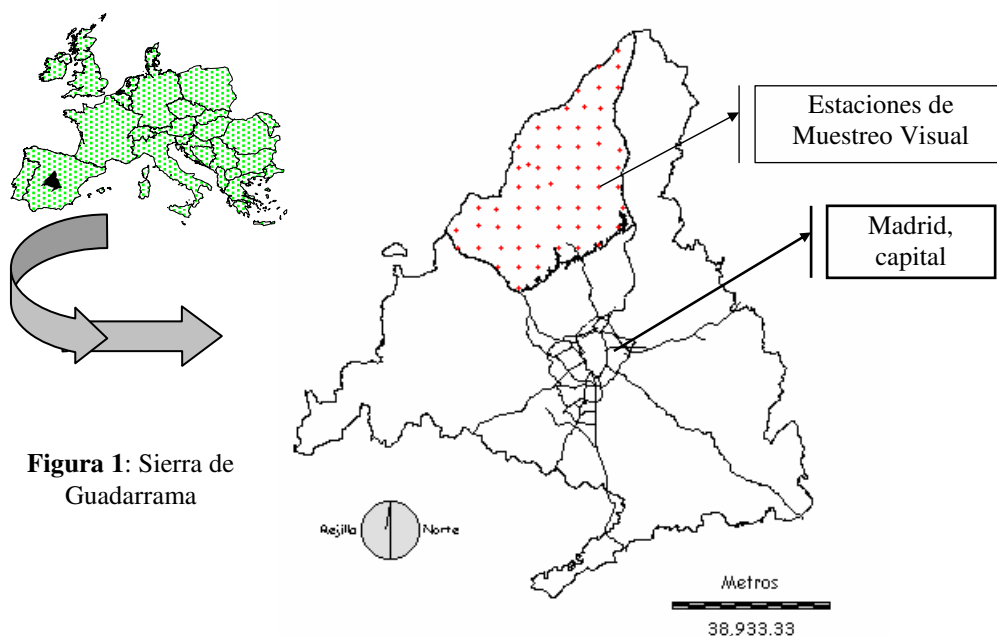 Estaciones de
Muestreo Visual
Madrid,
capital
Figura 1: Sierra de
Guadarrama
Rejilla
Norte
Metros
38,933.33